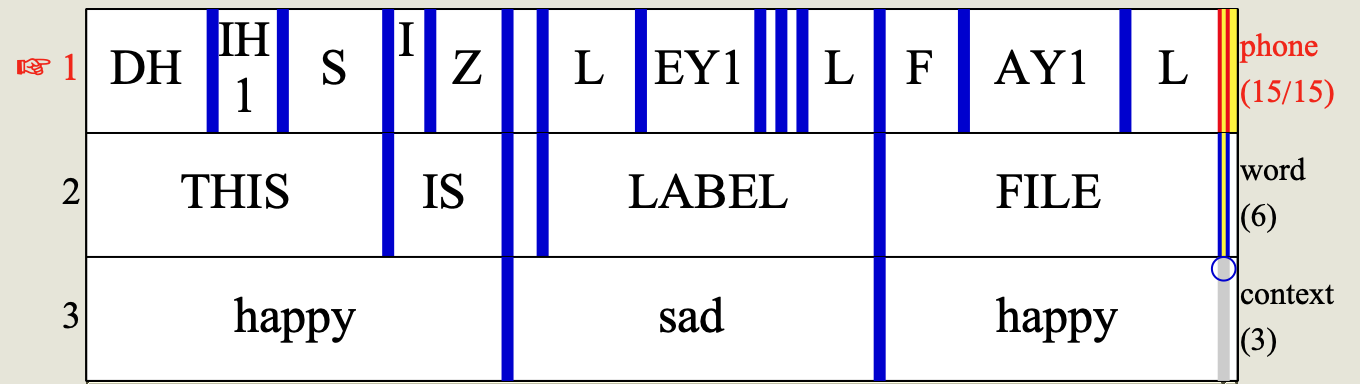 ☞ 1 DH IH1 S I Z L EY1 L F AY1 L phone (15/15)
2 THIS IS LABEL FILE word (6)
3 happy sad happy context (3)